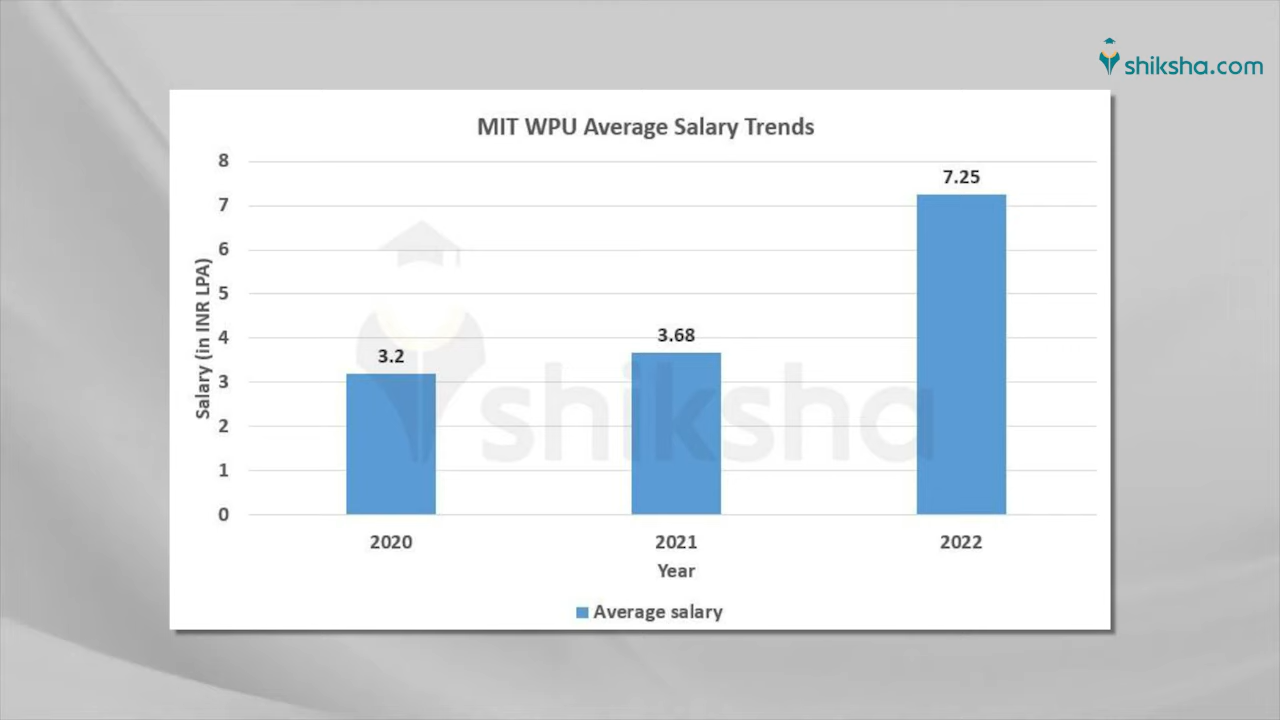 shiksha.com
MIT WPU Average Salary Trends
8
7
6
5
4
3
2
1
0
Salary (in INR LPA)
3.2
3.68
7.25
shiksha
2020
2021
2022
Year
Average salary